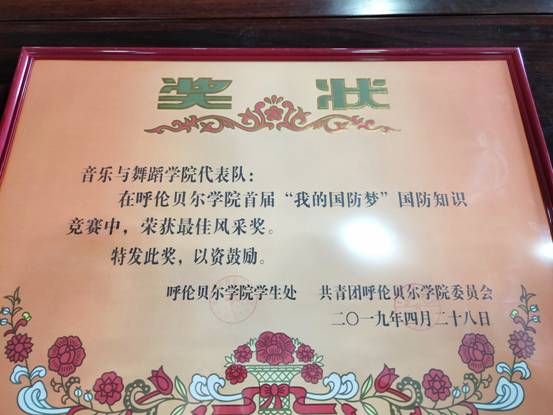 奖状
音乐与舞蹈学院代表队：
在呼伦贝尔学院首届“我的国防梦”国防知识
竞赛中，荣获最佳风采奖。
特发此奖，以资鼓励。
呼伦贝尔学院学生处 共青团呼伦贝尔学院委员会
二〇一九年四月二十八日